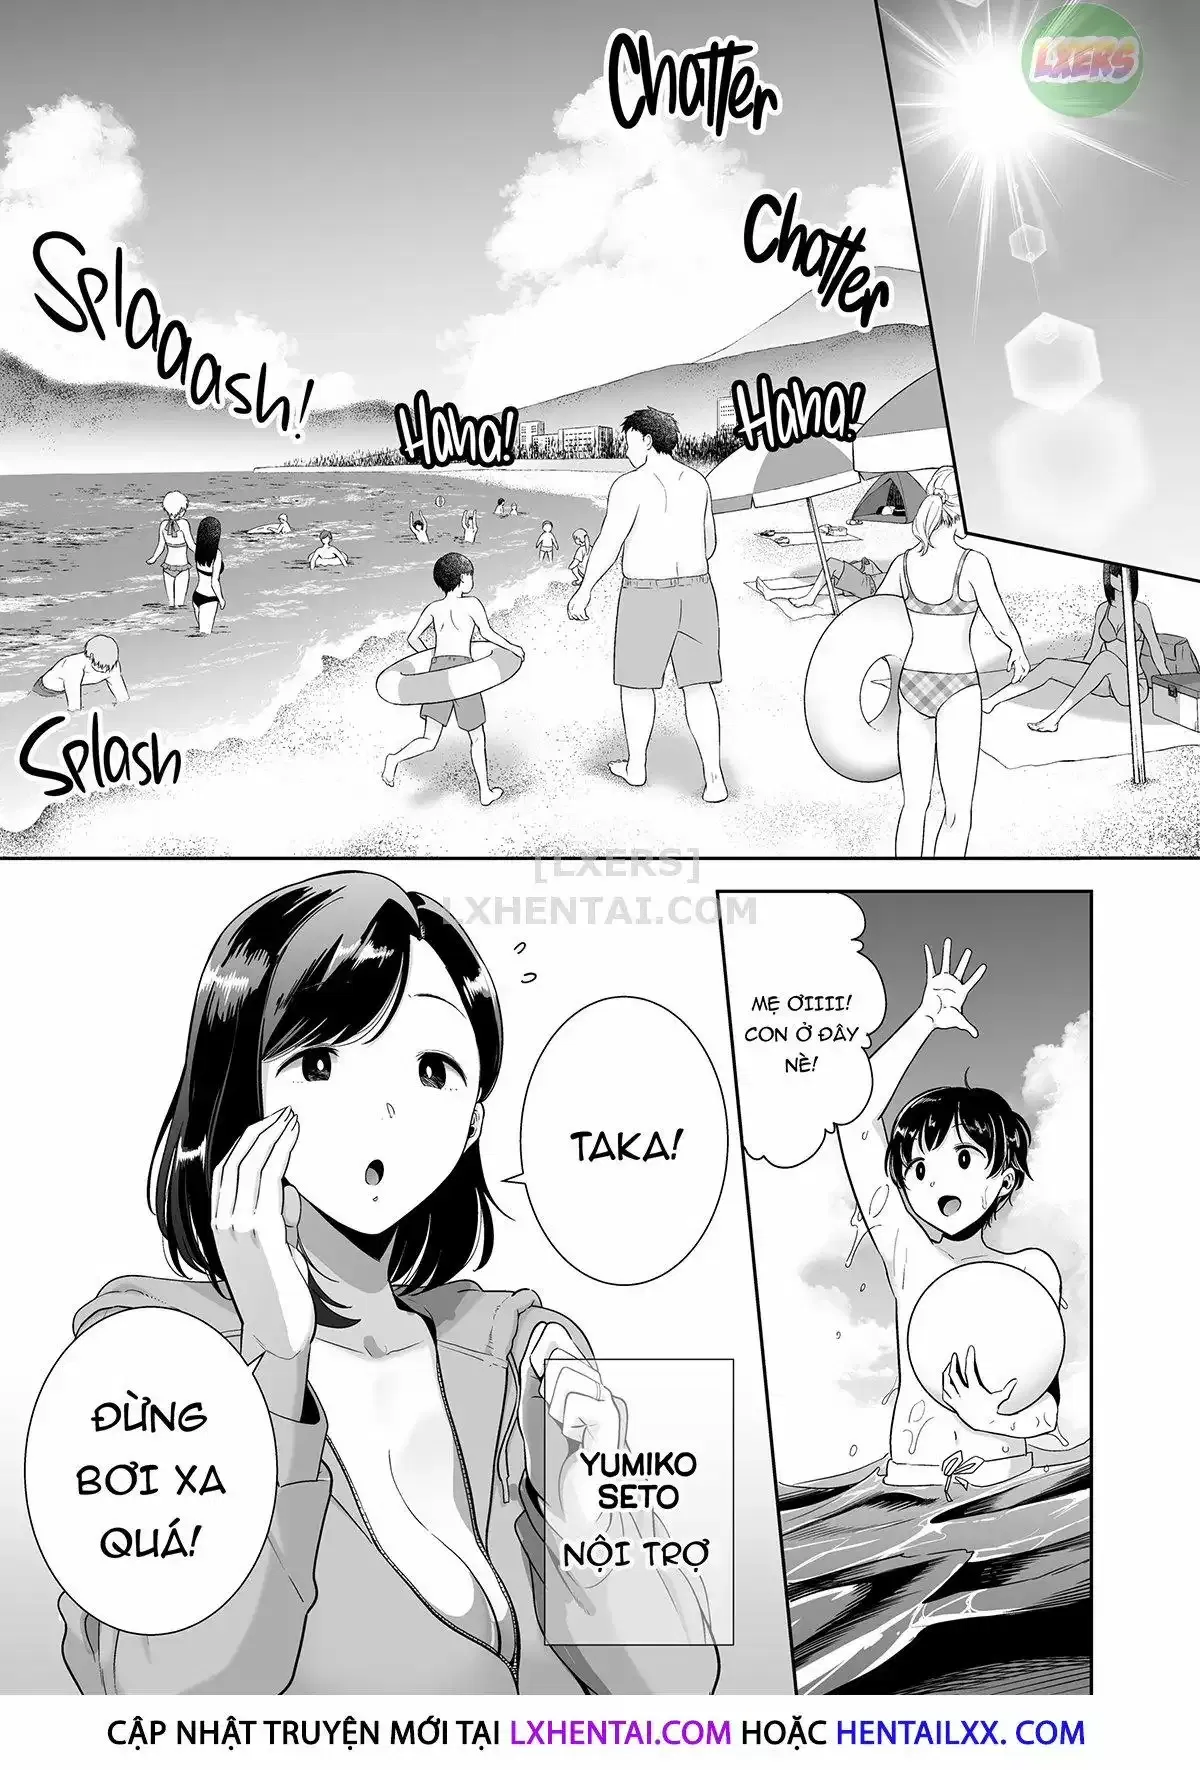 LXERS
Chatter
Chatter
Splaaash!
Haha!
Haha!
Splash
[LXERS]
LXHENTAI.COM
MẸ ƠIIII!
CON Ở ĐÂY
NÈ!
TAKA!
ĐỪNG
BƠI XA
QUÁ!
YUMIKO
SETO
NỘI TRỢ
CẬP NHẬT TRUYỆN MỚI TẠI LXHENTAI.COM HOẶC HENTAILXX. COM